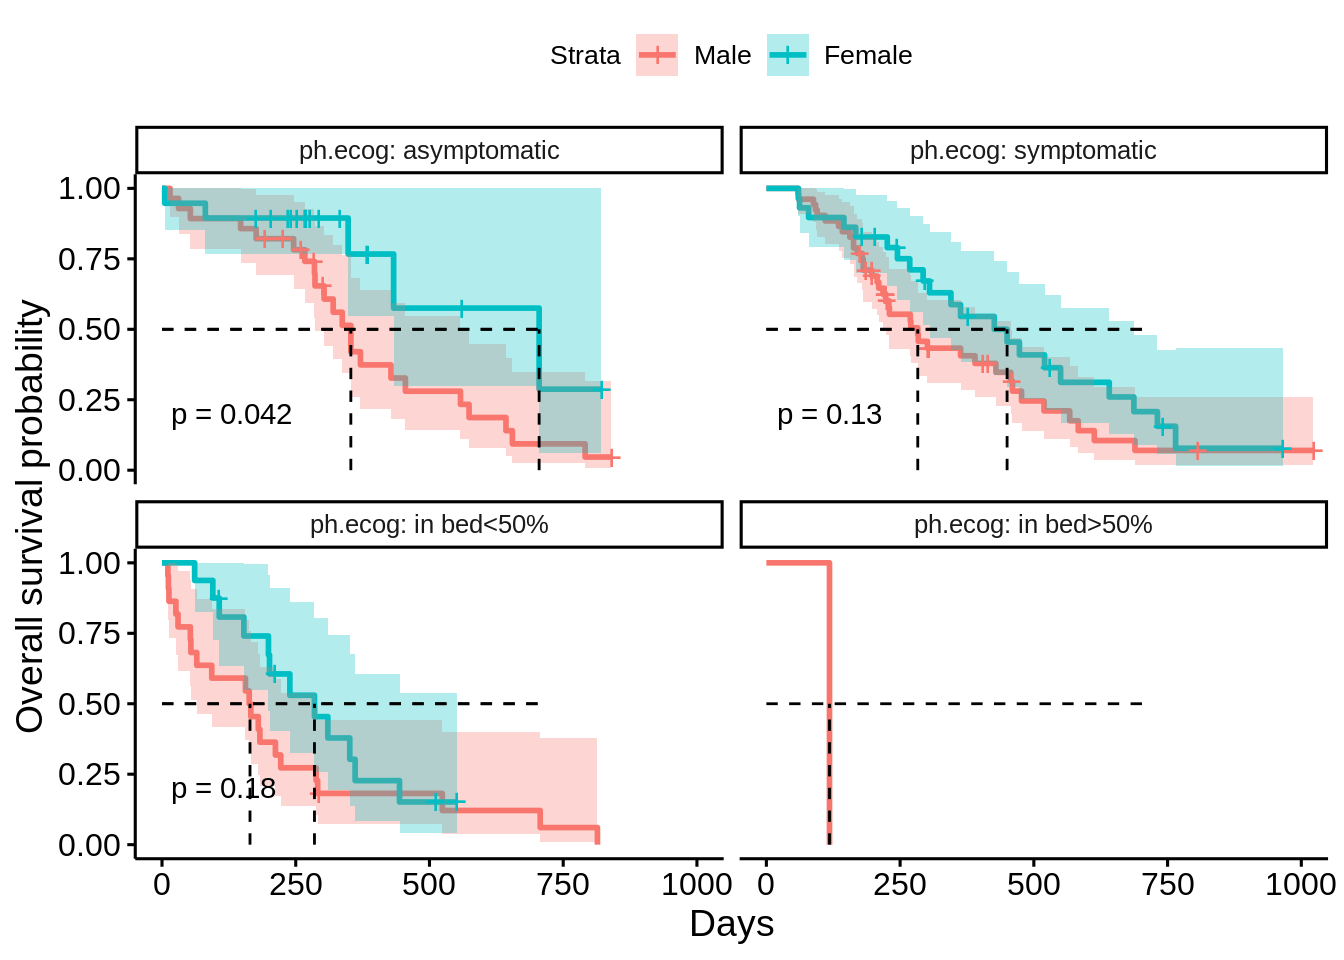 Strata Male Female
ph.ecog: asymptomatic
ph.ecog: symptomatic
Overall survival probability
1.00
0.75
0.50
0.25
0.00
p = 0.042
p = 0.13
ph.ecog: in bed<50%
ph.ecog: in bed>50%
1.00
0.75
0.50
0.25
0.00
p = 0.18
0 250 500 750 1000 0 250 500 750 1000
Days